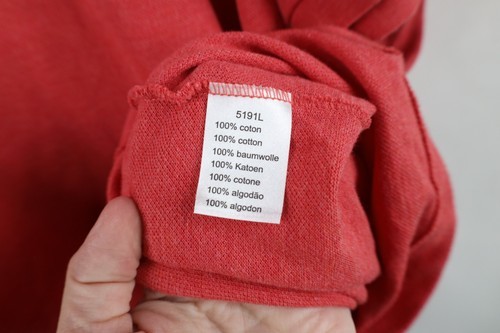 5191L
100% coton
100% cotton
100% baumwolle
100% Katoen
100% cotone
100% algodão
100% algodon